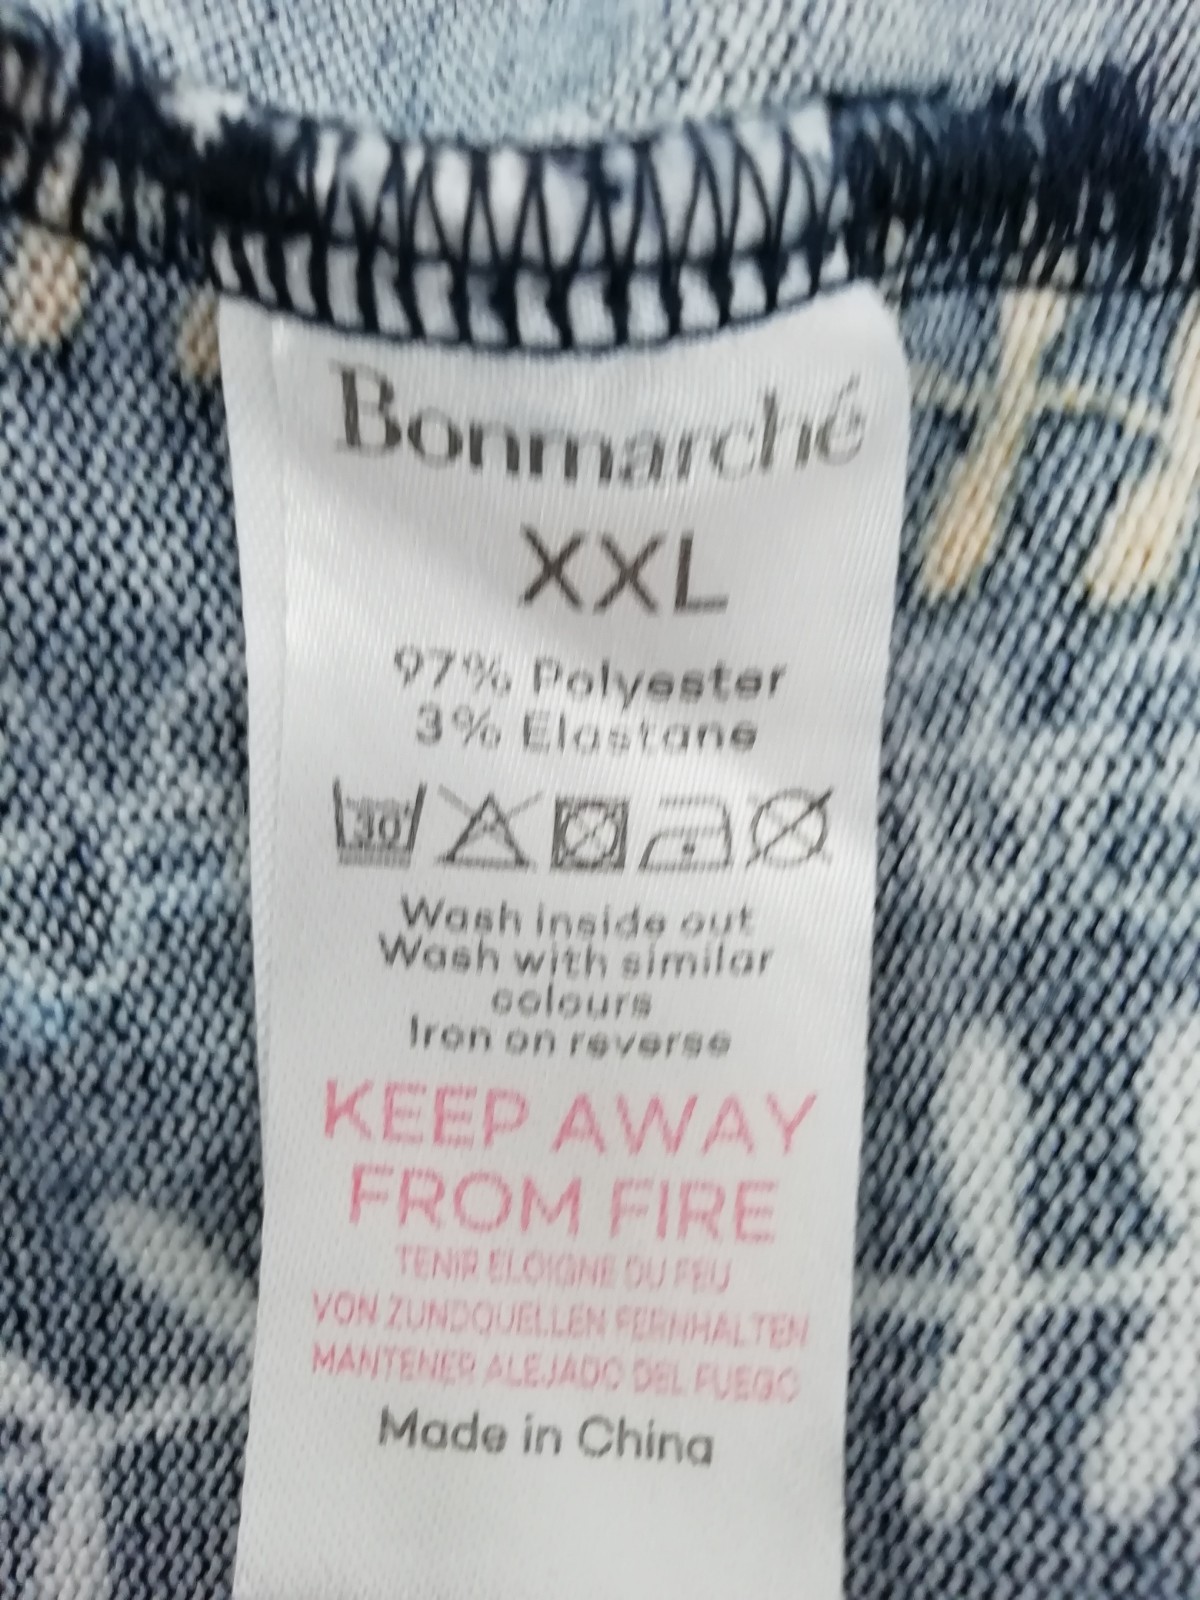 Bonmarché
XXL
97% Polyester
3% Elastane
30
Wash inside out
Wash with similar
colours
Iron on reverse
KEEP AWAY
FROM FIRE
TENIR ELOIGNE DU FEU
VON ZUNDQUELLEN FERNHALTEN
MANTENER ALEJADO DEL FUEGO
Made in China